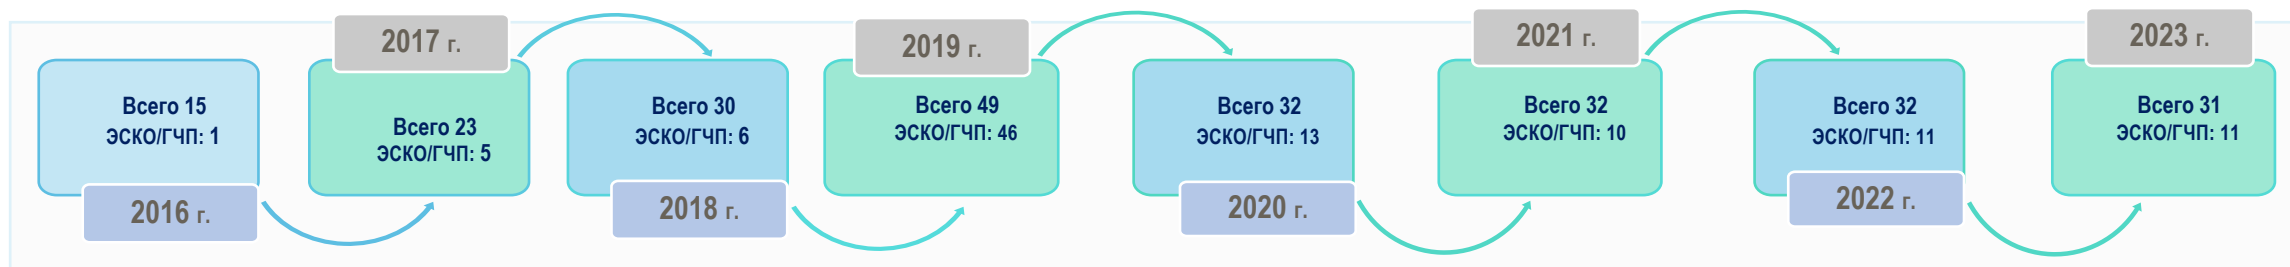 Всего 15
ЭСКО/ГЧП: 1
2016 г.
2017 г.
Всего 23
ЭСКО/ГЧП: 5
Всего 30
ЭСКО/ГЧП: 6
2018 г.
2019 г.
Всего 49
ЭСКО/ГЧП: 46
Всего 32
ЭСКО/ГЧП: 13
2020 г.
2021 г.
Всего 32
ЭСКО/ГЧП: 10
Всего 32
ЭСКО/ГЧП: 11
2022 г.
2023 г.
Всего 31
ЭСКО/ГЧП: 11